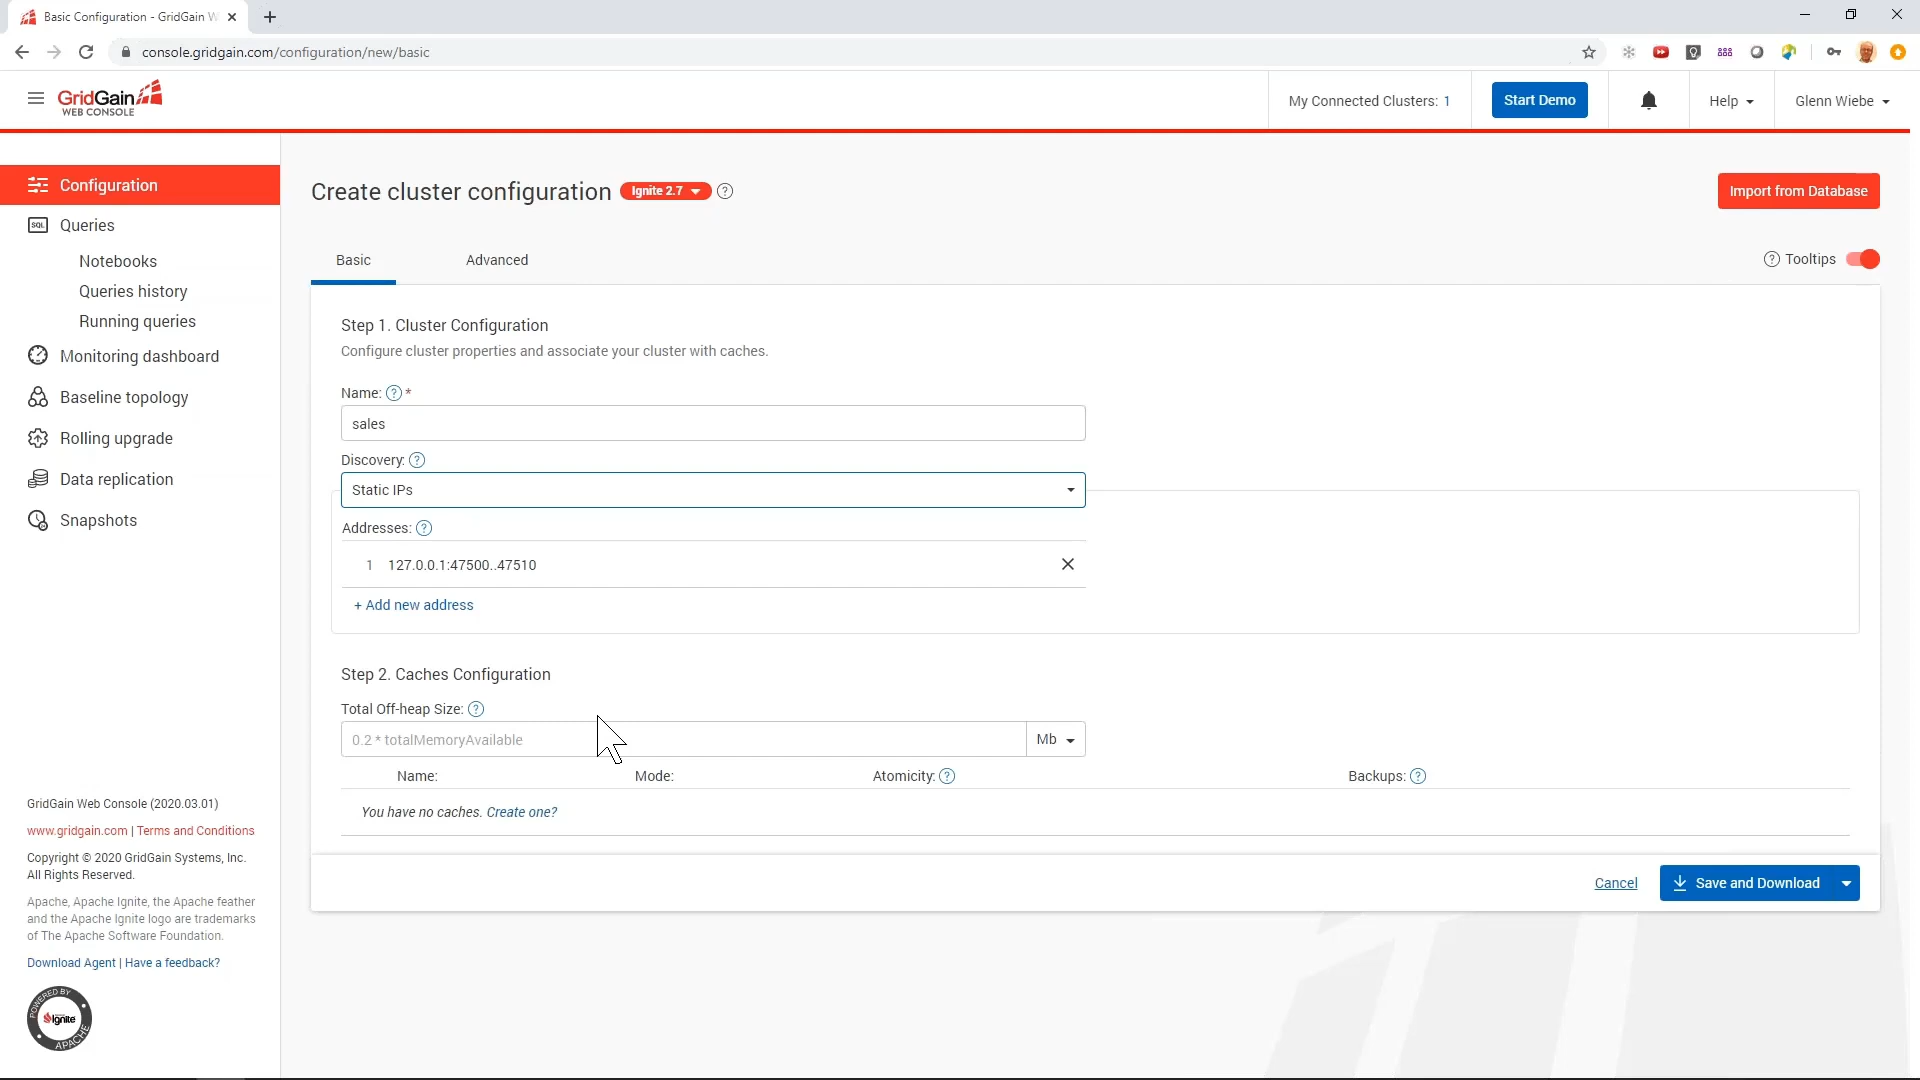 Basic Configuration - GridGain W
console.gridgain.com/configuration/new/basic
GridGain
WEB CONSOLE
My Connected Clusters: 1
Start Demo
Help
Glenn Wiebe
Configuration
SQL
Queries
Notebooks
Queries history
Running queries
Monitoring dashboard
Baseline topology
Rolling upgrade
Data replication
Snapshots
GridGain Web Console (2020.03.01)
www.gridgain.com | Terms and Conditions
Copyright © 2020 GridGain Systems, Inc.
All Rights Reserved.
Apache, Apache Ignite, the Apache feather
and the Apache Ignite logo are trademarks
of The Apache Software Foundation.
Download Agent | Have a feedback?
POWERED BY
Ignite
APACHE
Create cluster configuration
Ignite 2.7
?
Import from Database
Basic
Advanced
? Tooltips
Step 1. Cluster Configuration
Configure cluster properties and associate your cluster with caches.
Name: ? *
sales
Discovery: ?
Static IPs
Addresses: ?
1 127.0.0.1:47500..47510
+ Add new address
Step 2. Caches Configuration
Total Off-heap Size: ?
0.2 * totalMemoryAvailable
Mb
Name:
Mode:
Atomicity: ?
Backups: ?
You have no caches. Create one?
Cancel
Save and Download